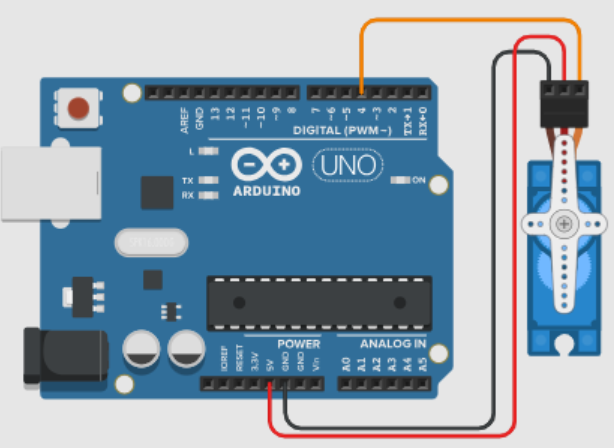 AREF
GND
13
12
~11
~10
~9
8
7
~6
~5
4
~3
2
TX→1
RX←0
DIGITAL (PWM~)
L
TX
RX
UNO
ARDUINO
ON
POWER
ANALOG IN
IOREF
RESET
3.3V
5V
GND
GND
Vin
A0
A1
A2
A3
A4
A5